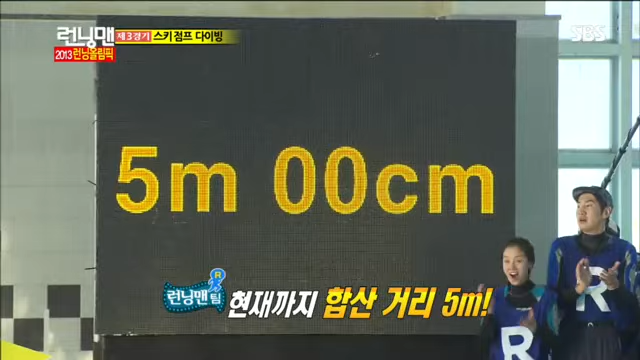 런닝맨
2013 런닝올림픽
제3경기 스키 점프 다이빙
SBS
5m 00cm
R
런닝맨 팀 현재까지 합산 거리 5m!
R
R